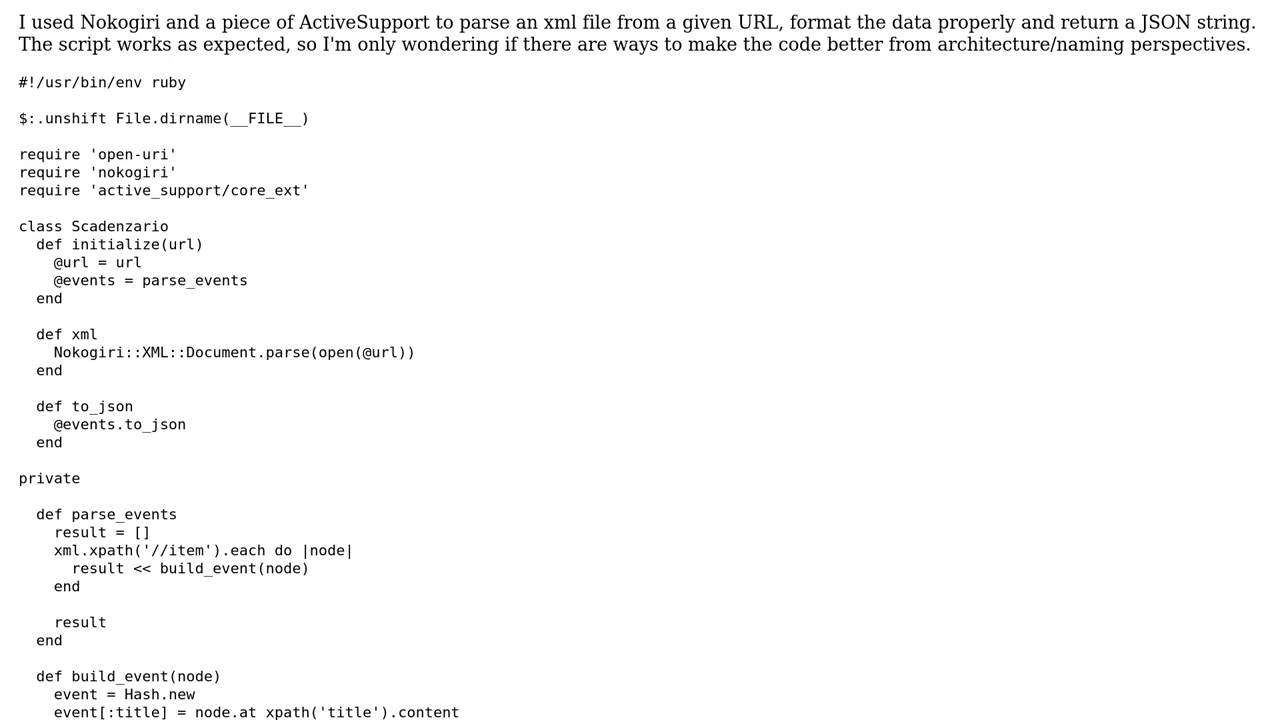 I used Nokogiri and a piece of ActiveSupport to parse an xml file from a given URL, format the data properly and return a JSON string.
The script works as expected, so I'm only wondering if there are ways to make the code better from architecture/naming perspectives.
#!/usr/bin/env ruby
$:.unshift File.dirname(__FILE__)
require 'open-uri'
require 'nokogiri'
require 'active_support/core_ext'
class Scadenzario
  def initialize(url)
    @url = url
    @events = parse_events
  end
  def xml
    Nokogiri::XML::Document.parse(open(@url))
  end
  def to_json
    @events.to_json
  end
private
  def parse_events
    result = []
    xml.xpath('//item').each do |node|
      result << build_event(node)
    end
    result
  end
  def build_event(node)
    event = Hash.new
    event[:title] = node.at xpath('title').content